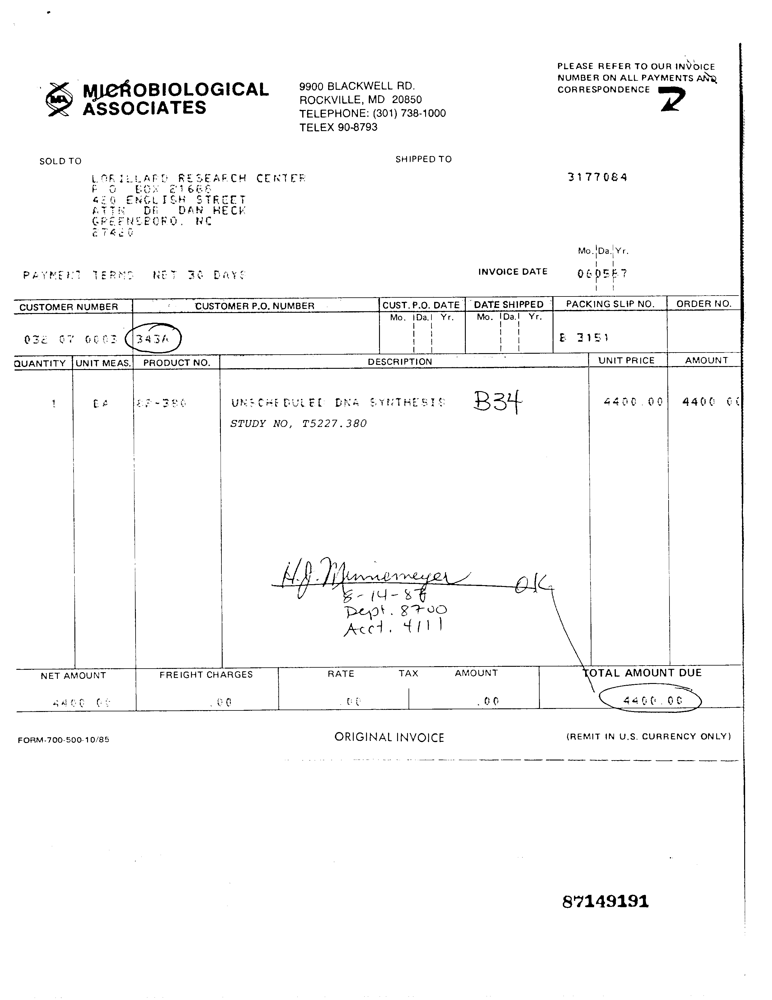 PLEASE REFER TO OUR INVOICE
NUMBER ON ALL PAYMENTS AND
CORRESPONDENCE
MA MICROBIOLOGICAL
ASSOCIATES
9900 BLACKWELL RD.
ROCKVILLE, MD 20850
TELEPHONE: (301) 738-1000
TELEX 90-8793
SOLD TO
SHIPPED TO
LORILLARD RESEARCH CENTER
P O BOX 21688
420 ENGLISH STREET
ATTN DR DAN HECK
GREENSBORO, NC
27420
3177084
Mo. Da. Yr.
PAYMENT TERMS NET 30 DAYS
INVOICE DATE 060587
CUSTOMER NUMBER CUSTOMER P.O. NUMBER CUST. P.O. DATE DATE SHIPPED PACKING SLIP NO. ORDER NO.
Mo. Da. Yr. Mo. Da. Yr.
032 07 0003 343A B 3151
QUANTITY UNIT MEAS. PRODUCT NO. DESCRIPTION UNIT PRICE AMOUNT
1 EA 82-380 UNSCHEDULED DNA SYNTHESIS B34 4400.00 4400 00
STUDY NO, T5227.380
H.J. Minnemeyer OK
8-14-87
Dept. 8700
Acct. 4111
NET AMOUNT FREIGHT CHARGES RATE TAX AMOUNT TOTAL AMOUNT DUE
4400.00 .00 .00 .00 4400.00
FORM-700-500-10/85 ORIGINAL INVOICE (REMIT IN U.S. CURRENCY ONLY)
87149191